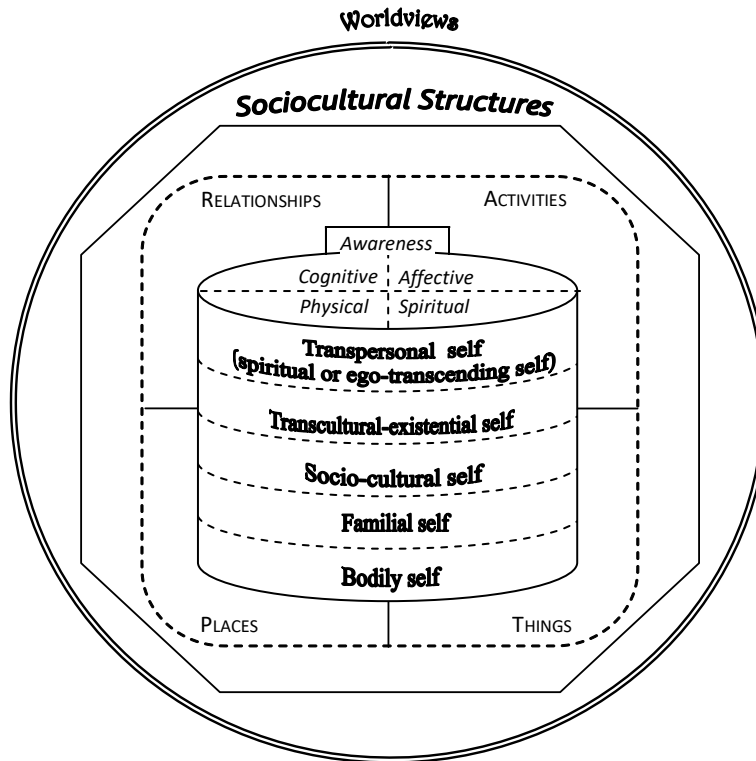 Worldviews
Sociocultural Structures
RELATIONSHIPS
ACTIVITIES
Awareness
Cognitive
Affective
Physical
Spiritual
Transpersonal self
(spiritual or ego-transcending self)
Transcultural-existential self
Socio-cultural self
Familial self
Bodily self
PLACES
THINGS